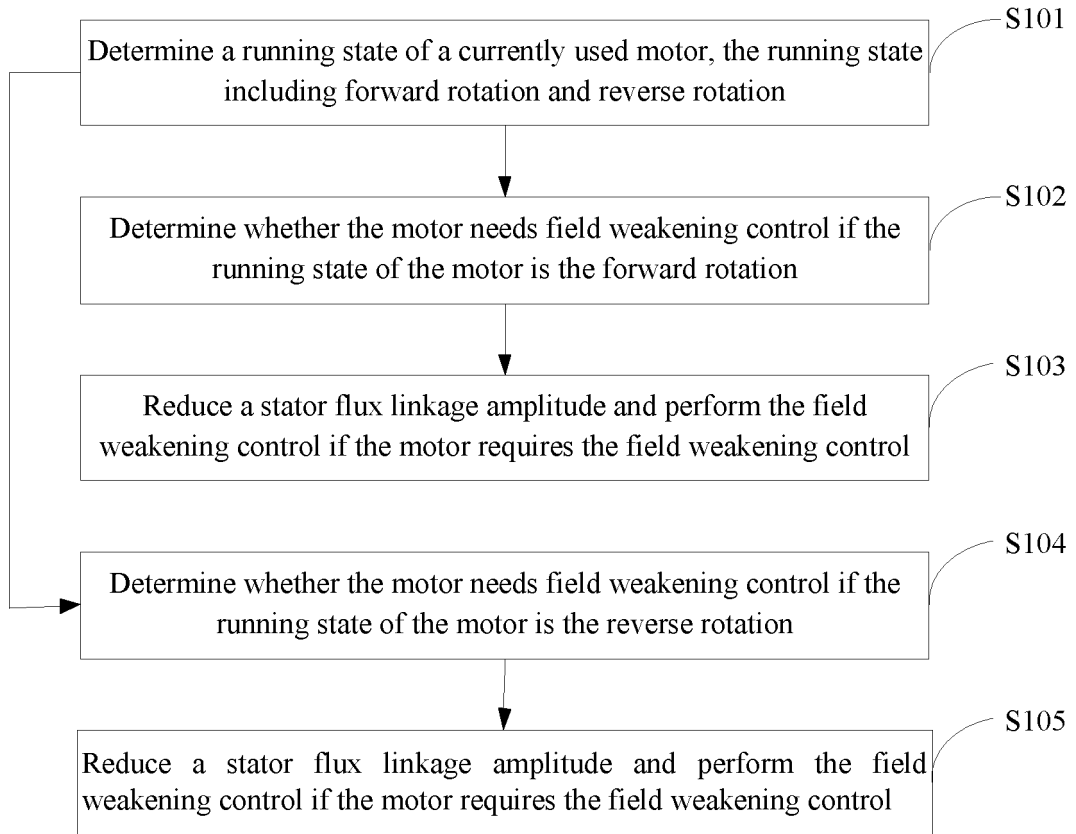 S101
Determine a running state of a currently used motor, the running state
including forward rotation and reverse rotation
S102
Determine whether the motor needs field weakening control if the
running state of the motor is the forward rotation
S103
Reduce a stator flux linkage amplitude and perform the field
weakening control if the motor requires the field weakening control
S104
Determine whether the motor needs field weakening control if the
running state of the motor is the reverse rotation
S105
Reduce a stator flux linkage amplitude and perform the field
weakening control if the motor requires the field weakening control